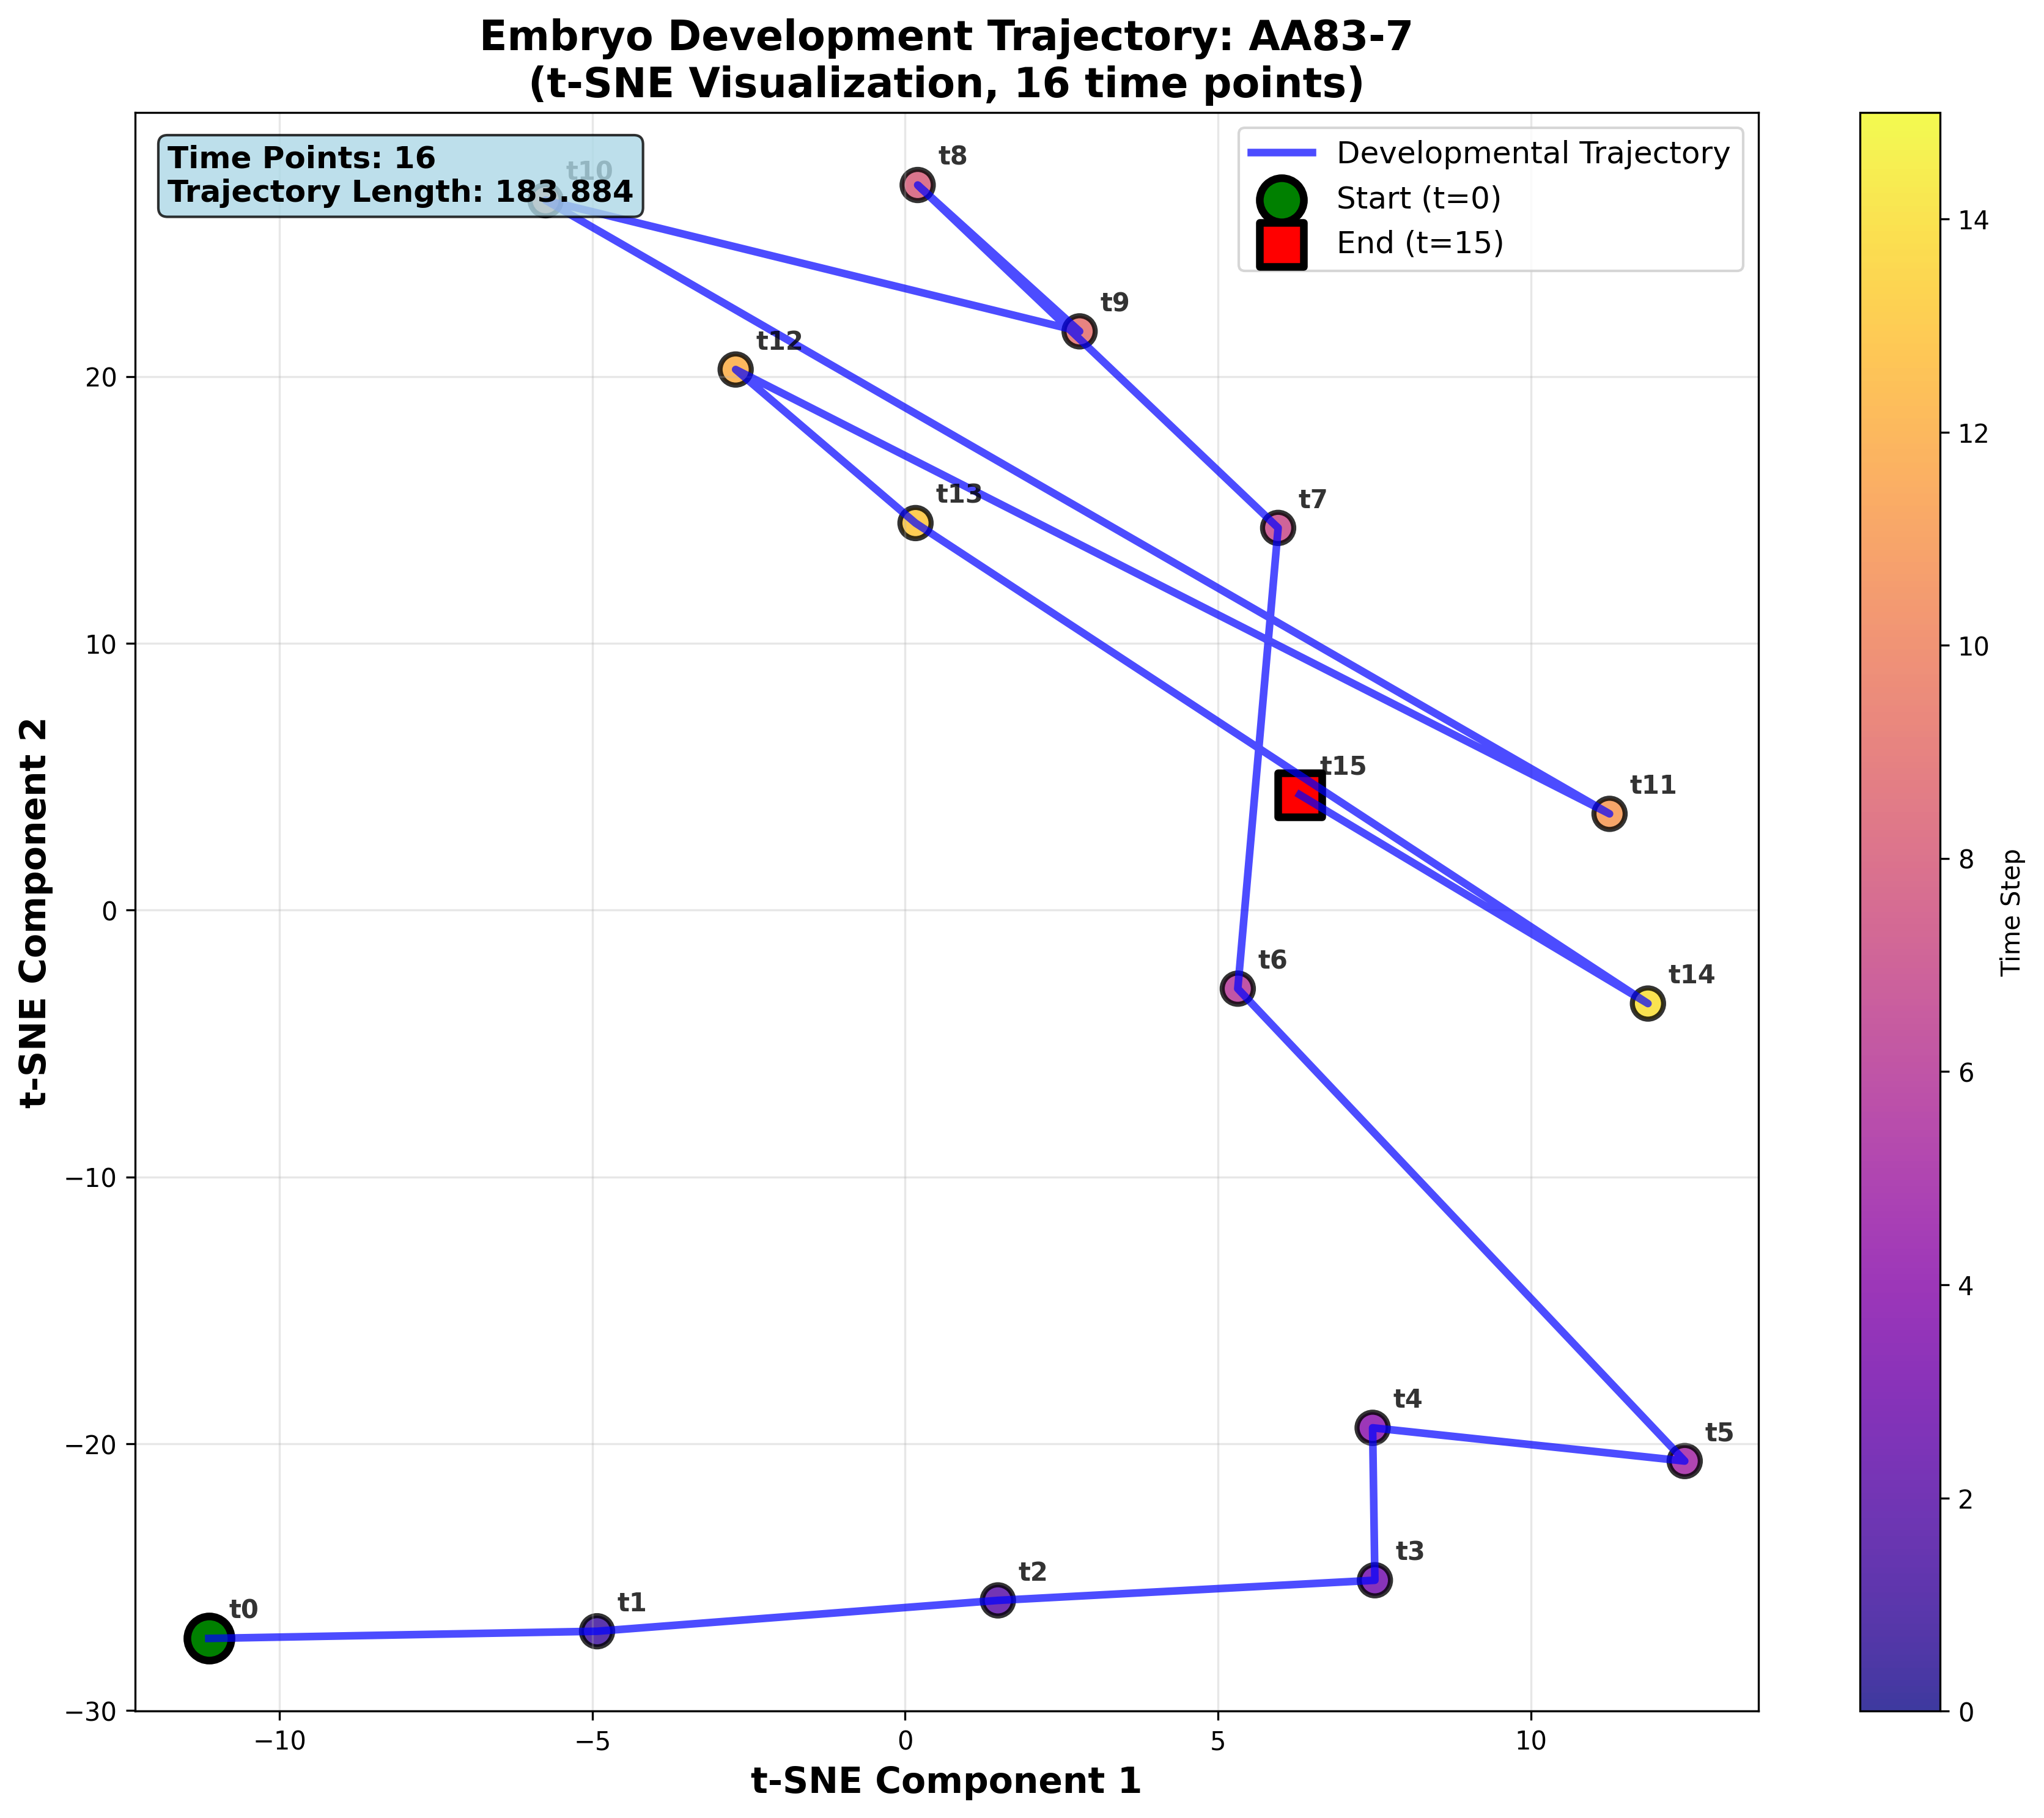 Embryo Development Trajectory: AA83-7
(t-SNE Visualization, 16 time points)
Time Points: 16
Trajectory Length: 183.884
Developmental Trajectory
Start (t=0)
End (t=15)
t10
t8
t9
t12
t13
t7
t15
t11
t6
t14
t4
t5
t3
t2
t1
t0
20
10
0
−10
−20
−30
t-SNE Component 2
−10
−5
0
5
10
t-SNE Component 1
14
12
10
8
6
4
2
0
Time Step